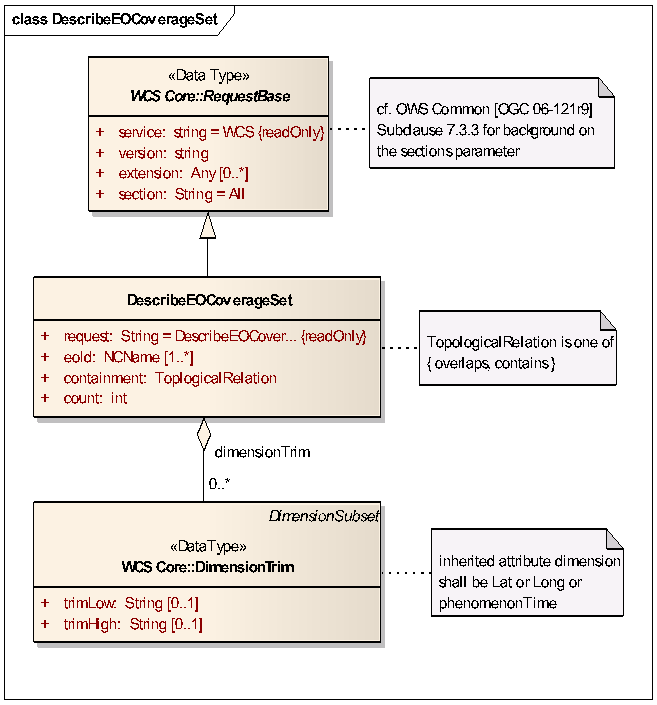 class DescribeEOCoverageSet
«Data Type»
WCS Core::RequestBase
+ service: string = WCS {readOnly}
+ version: string
+ extension: Any [0..*]
+ section: String = All
cf. OWS Common [OGC 06-121r9]
Subclause 7.3.3 for background on
the sections parameter
DescribeEOCoverageSet
+ request: String = DescribeEOCover... {readOnly}
+ eoId: NCName [1..*]
+ containment: ToplogicalRelation
+ count: int
TopologicalRelation is one of
{ overlaps, contains }
dimensionTrim
0..*
DimensionSubset
«DataType»
WCS Core::DimensionTrim
+ trimLow: String [0..1]
+ trimHigh: String [0..1]
inherited attribute dimension
shall be Lat or Long or
phenomenonTime